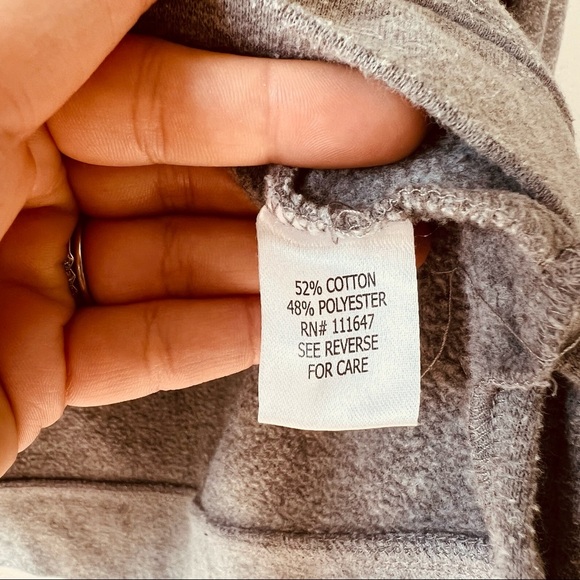 52% COTTON
48% POLYESTER
RN# 111647
SEE REVERSE
FOR CARE